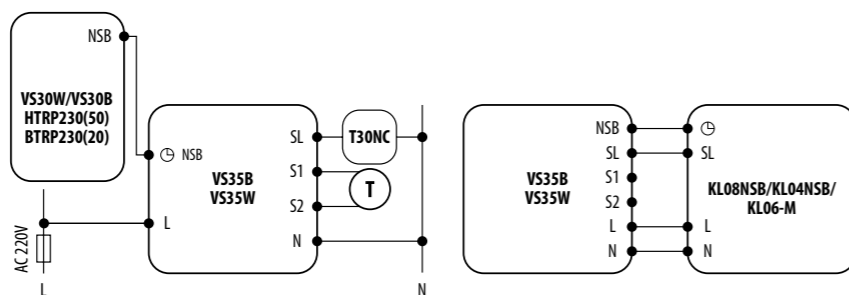 NSB
VS30W/VS30B
HTRP230(50)
BTRP230(20)
NSB
L
VS35B
VS35W
SL
S1
S2
N
T30NC
T
AC 220V
L
N
VS35B
VS35W
NSB
SL
S1
S2
L
N
SL
KL08NSB/KL04NSB/
KL06-M
L
N